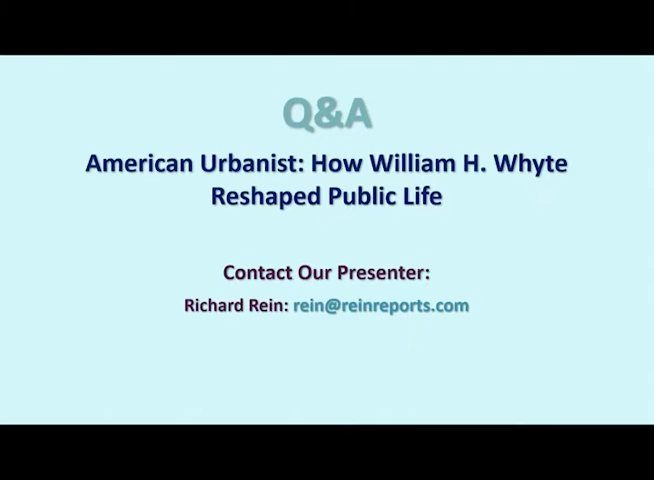 Q&A
American Urbanist: How William H. Whyte
Reshaped Public Life
Contact Our Presenter:
Richard Rein: rein@reinreports.com